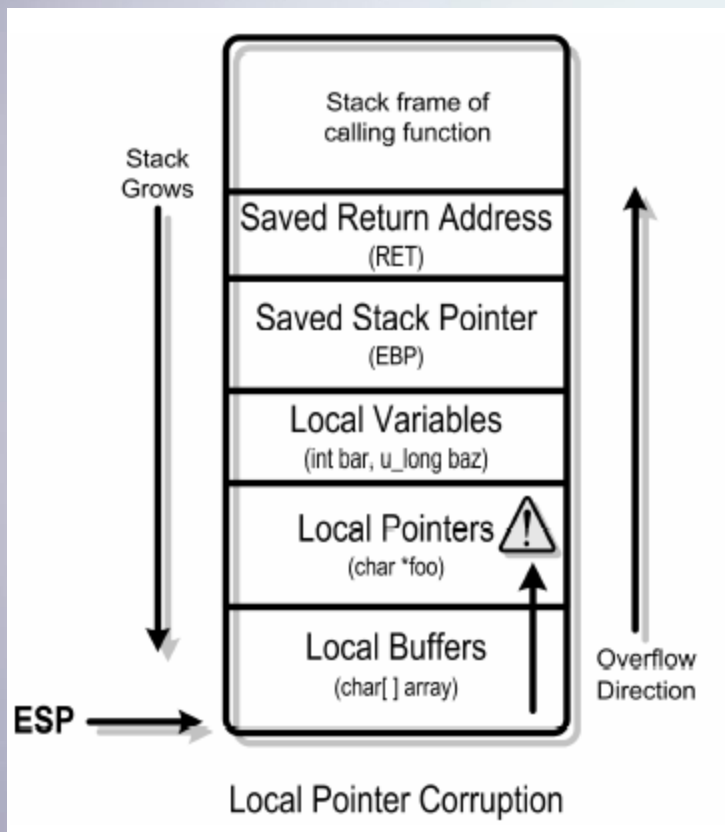 Stack frame of
calling function
Stack
Grows
Saved Return Address
(RET)
Saved Stack Pointer
(EBP)
Local Variables
(int bar, u_long baz)
Local Pointers
(char *foo)
Local Buffers
(char[ ] array)
Overflow
Direction
ESP
Local Pointer Corruption